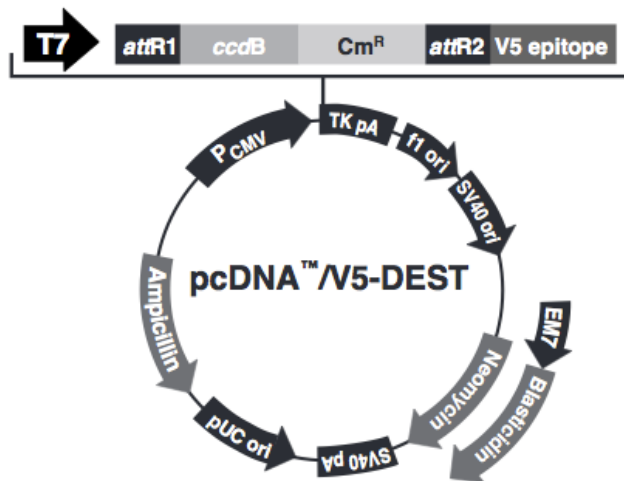 T7
attR1 ccdB CmR attR2 V5 epitope
PCMV
TK pA
f1 ori
SV40 ori
pcDNA™/V5-DEST
EM7
Ampicillin
Neomycin
Blasticidin
pUC ori
SV40 pA